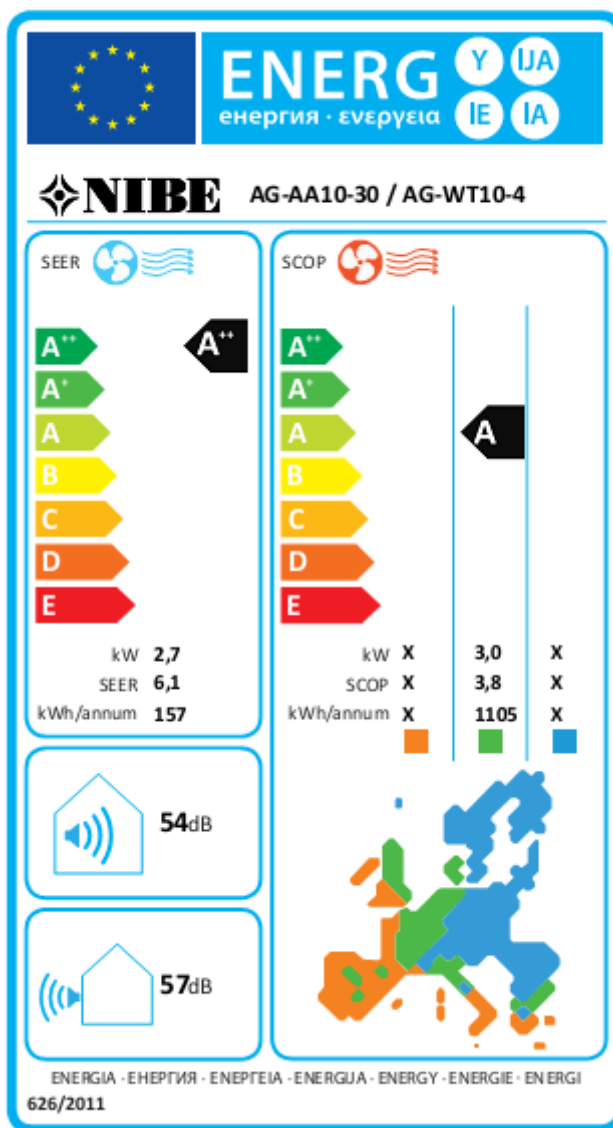 ENERG Y IJA
енергия · ενεργεια IE IA
NIBE AG-AA10-30 / AG-WT10-4
SEER SCOP
A++ A++ A++
A+ A+
A A A
B B
C C
D D
E E
kW 2,7 kW X 3,0 X
SEER 6,1 SCOP X 3,8 X
kWh/annum 157 kWh/annum X 1105 X
54dB
57dB
ENERGIA - ЕНЕРГИЯ - ΕΝΕΡΓΕΙΑ - ENERGIJA - ENERGY - ENERGIE - ENERGI
626/2011